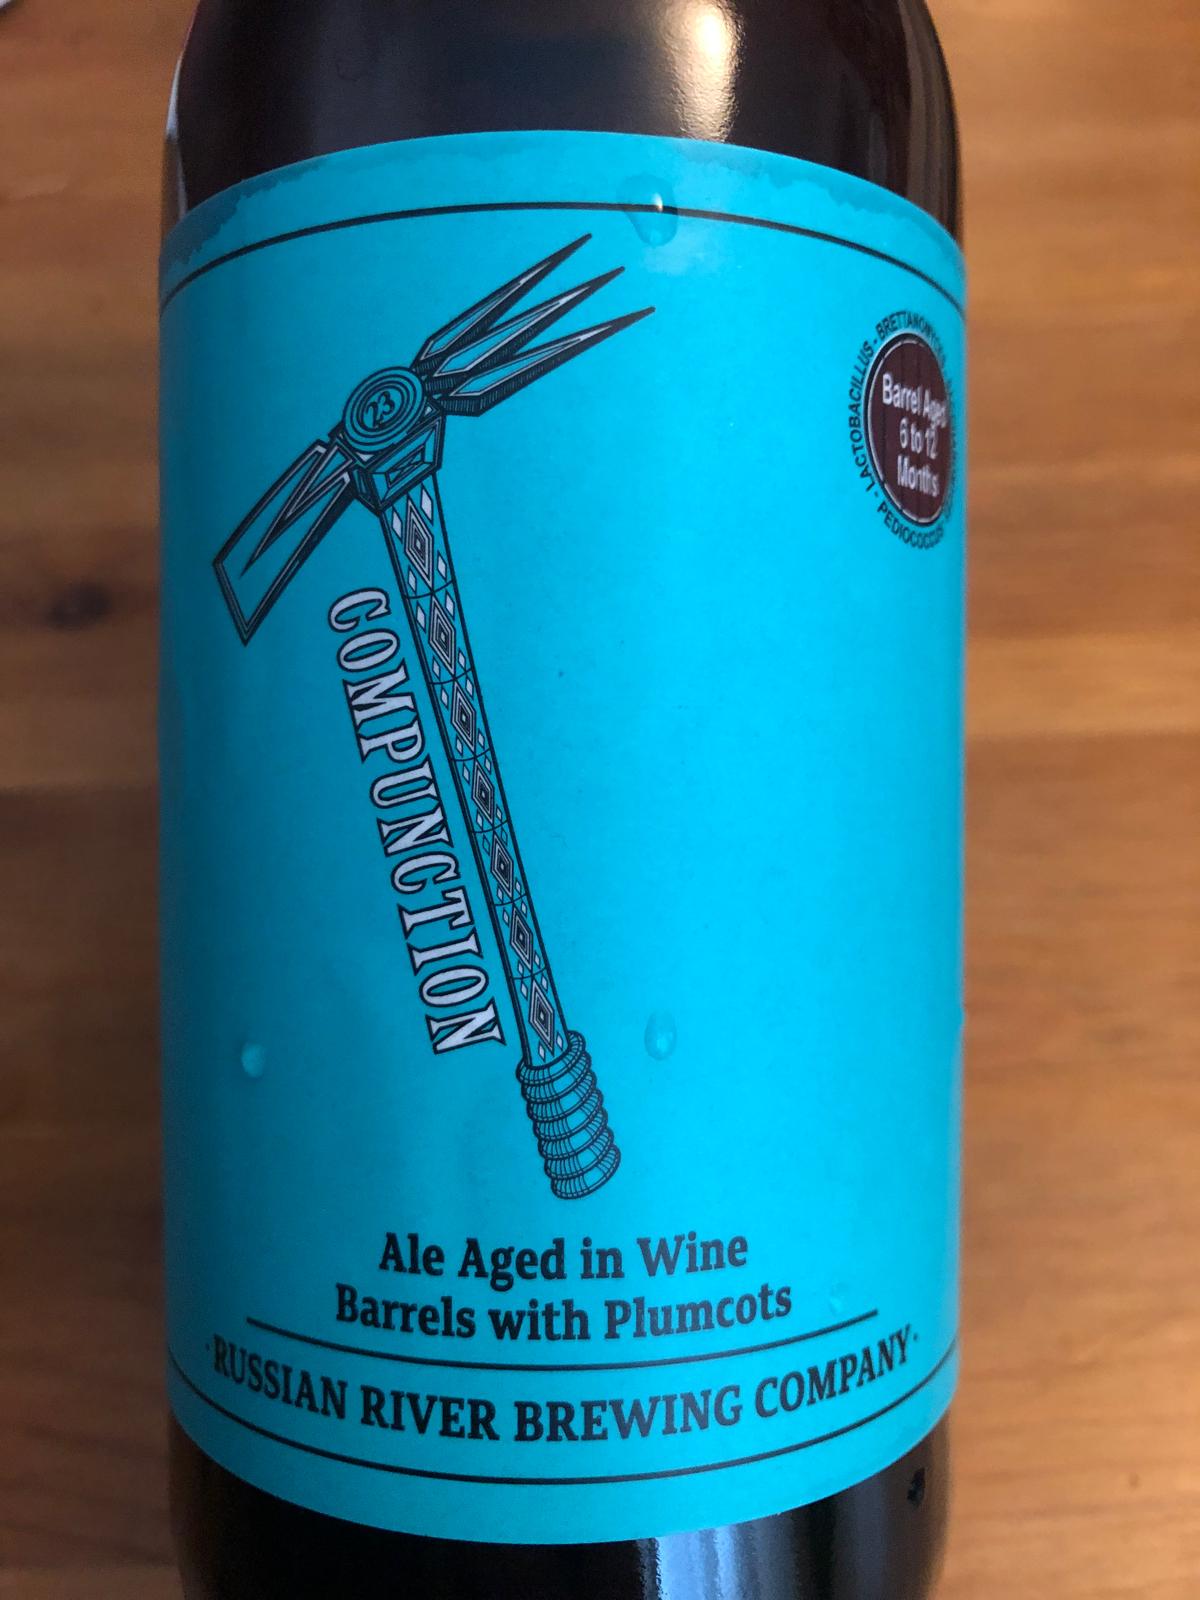 23
COMPUNCTION
LACTOBACILLUS -
Barrel Aged
6 to 12
Months
PEDIOCOCCUS
Ale Aged in Wine
Barrels with Plumcots
·RUSSIAN RIVER BREWING COMPANY·